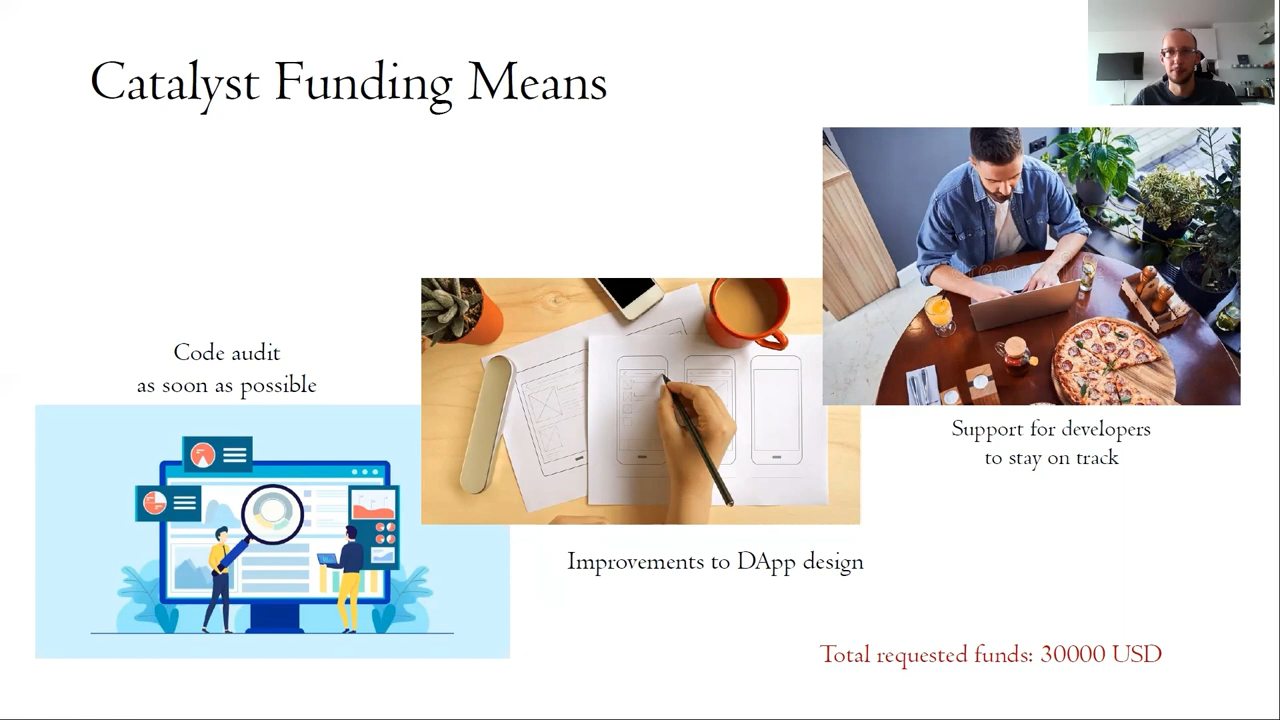 Catalyst Funding Means
Code audit
as soon as possible
Improvements to DApp design
Support for developers
to stay on track
Total requested funds: 30000 USD